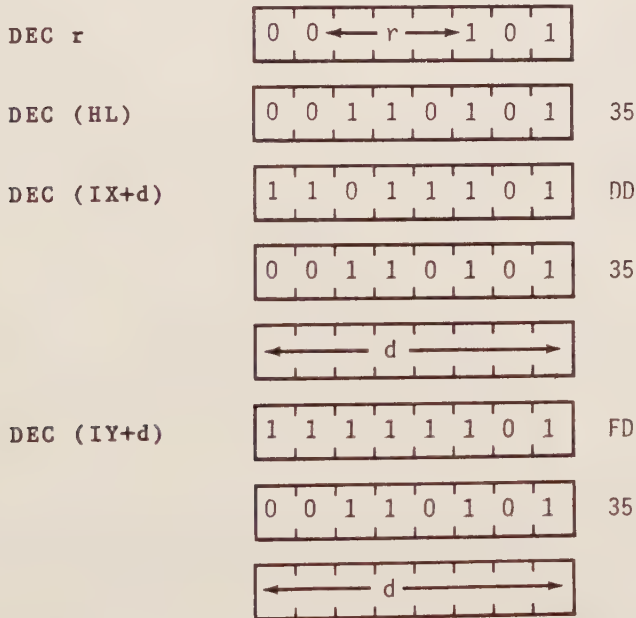 DEC r 0 0 r 1 0 1
DEC (HL) 0 0 1 1 0 1 0 1 35
DEC (IX+d) 1 1 0 1 1 1 0 1 DD
0 0 1 1 0 1 0 1 35
d
DEC (IY+d) 1 1 1 1 1 1 0 1 FD
0 0 1 1 0 1 0 1 35
d